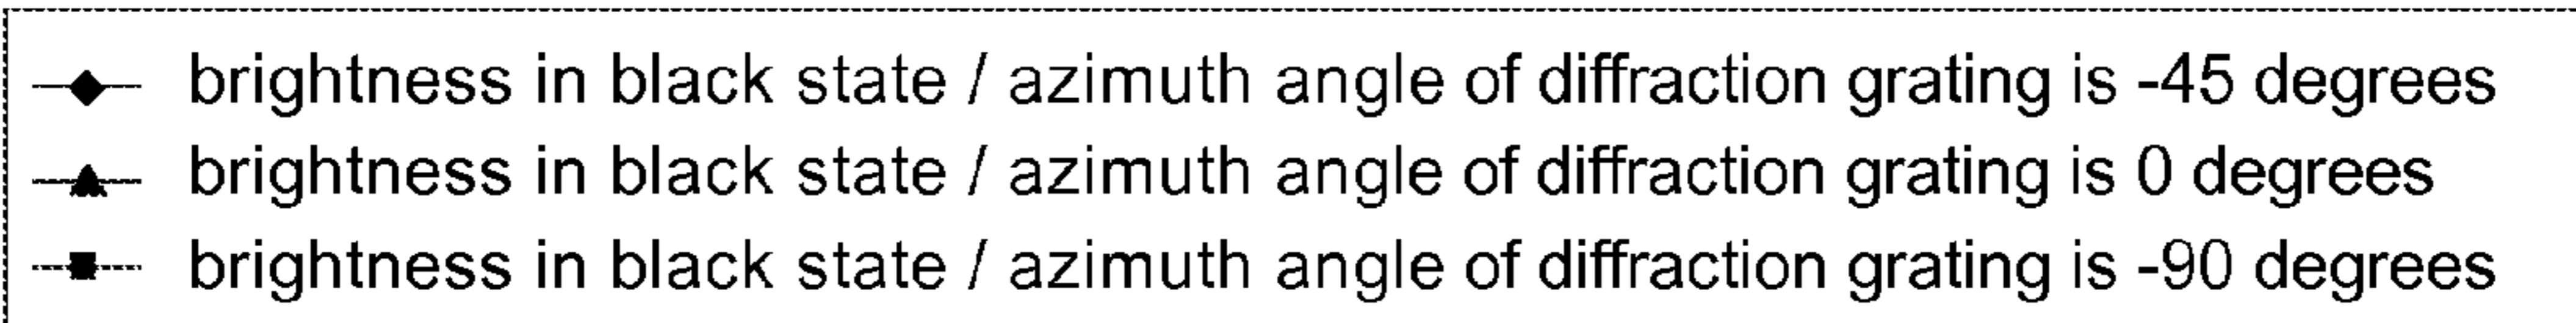 brightness in black state / azimuth angle of diffraction grating is -45 degrees
brightness in black state / azimuth angle of diffraction grating is 0 degrees
brightness in black state / azimuth angle of diffraction grating is -90 degrees